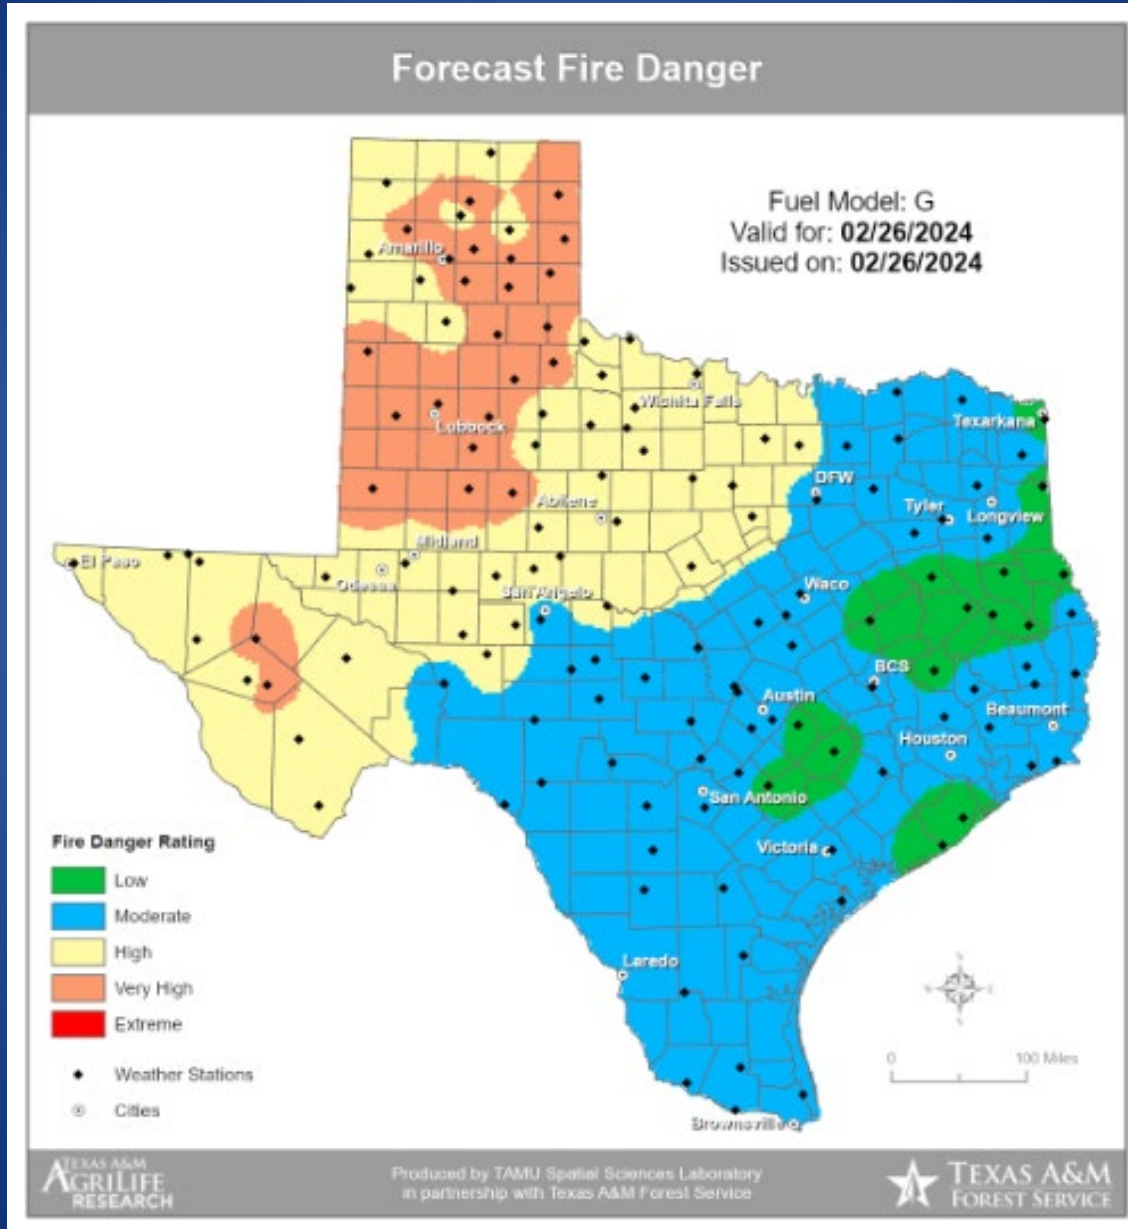 Forecast Fire Danger
Fuel Model: G
Valid for: 02/26/2024
Issued on: 02/26/2024
Amarillo
Lubbock
Wichita Falls
Texarkana
DFW
Abilene
Tyler
Longview
Midland
El Paso
Odessa
San Angelo
Waco
BCS
Austin
Beaumont
Houston
San Antonio
Victoria
Laredo
Brownsville
Fire Danger Rating
Low
Moderate
High
Very High
Extreme
Weather Stations
Cities
0 100 Miles
TEXAS A&M
AGRILIFE
RESEARCH
Produced by TAMU Spatial Sciences Laboratory
in partnership with Texas A&M Forest Service
TEXAS A&M
FOREST SERVICE